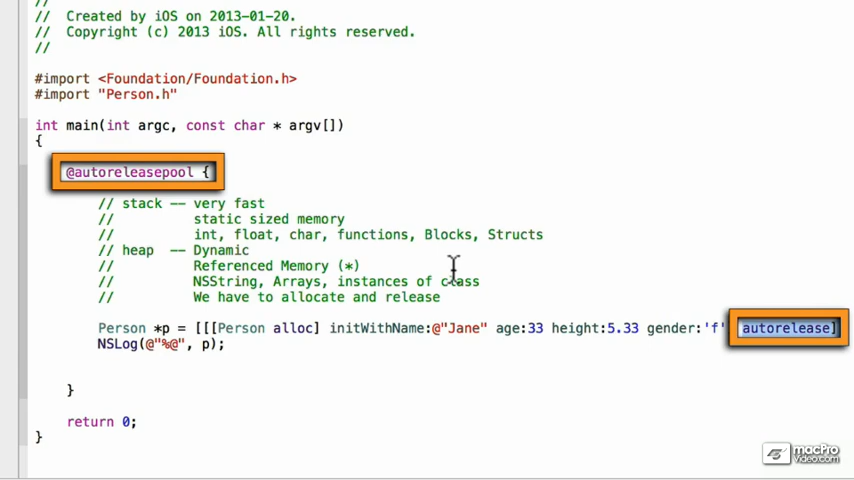 //
//  Created by iOS on 2013-01-20.
//  Copyright (c) 2013 iOS. All rights reserved.
//
#import <Foundation/Foundation.h>
#import "Person.h"
int main(int argc, const char * argv[])
{
@autoreleasepool {
// stack -- very fast
//          static sized memory
//          int, float, char, functions, Blocks, Structs
// heap  -- Dynamic
//          Referenced Memory (*)
//          NSString, Arrays, instances of class
//          We have to allocate and release
Person *p = [[[Person alloc] initWithName:@"Jane" age:33 height:5.33 gender:'f' autorelease]
NSLog(@"%@", p);
}
return 0;
}
macPro
Video.com